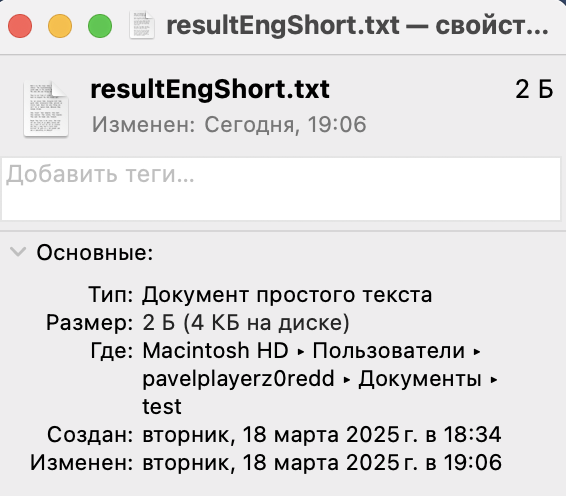 resultEngShort.txt — свойст...
resultEngShort.txt 2 Б
Изменен: Сегодня, 19:06
Добавить теги...
Основные:
Тип: Документ простого текста
Размер: 2 Б (4 КБ на диске)
Где: Macintosh HD ▸ Пользователи ▸
pavelplayerz0redd ▸ Документы ▸
test
Создан: вторник, 18 марта 2025 г. в 18:34
Изменен: вторник, 18 марта 2025 г. в 19:06